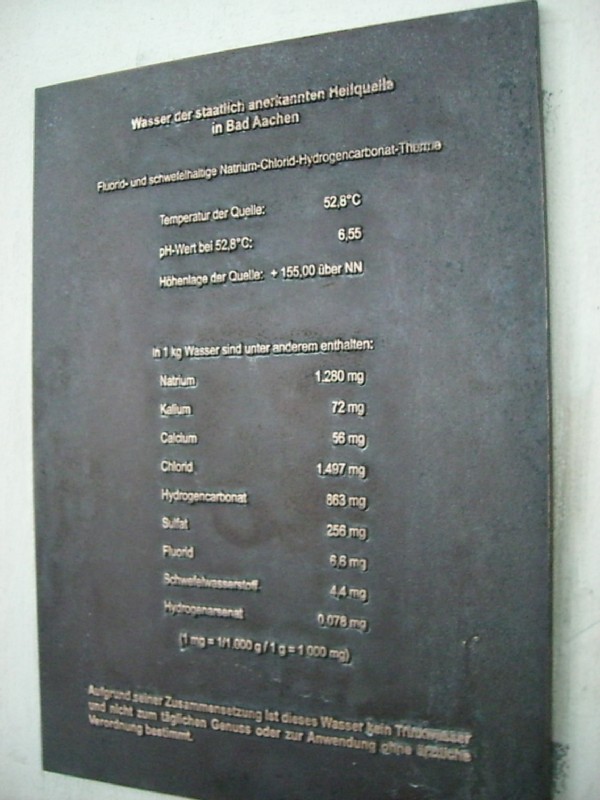 Wasser der staatlich anerkannten Heilquelle
in Bad Aachen
Fluorid- und schwefelhaltige Natrium-Chlorid-Hydrogencarbonat-Therme
Temperatur der Quelle: 52,8°C
pH-Wert bei 52,8°C: 6,55
Höhenlage der Quelle: + 155,00 über NN
In 1 kg Wasser sind unter anderem enthalten:
Natrium 1.280 mg
Kalium 72 mg
Calcium 56 mg
Chlorid 1.497 mg
Hydrogencarbonat 863 mg
Sulfat 256 mg
Fluorid 6,6 mg
Schwefelwasserstoff 4,4 mg
Hydrogenarsenat 0,078 mg
(1 mg = 1/1.000 g / 1 g = 1 000 mg)
Aufgrund seiner Zusammensetzung ist dieses Wasser kein Trinkwasser
und nicht zum täglichen Genuss oder zur Anwendung ohne ärztliche
Verordnung bestimmt.